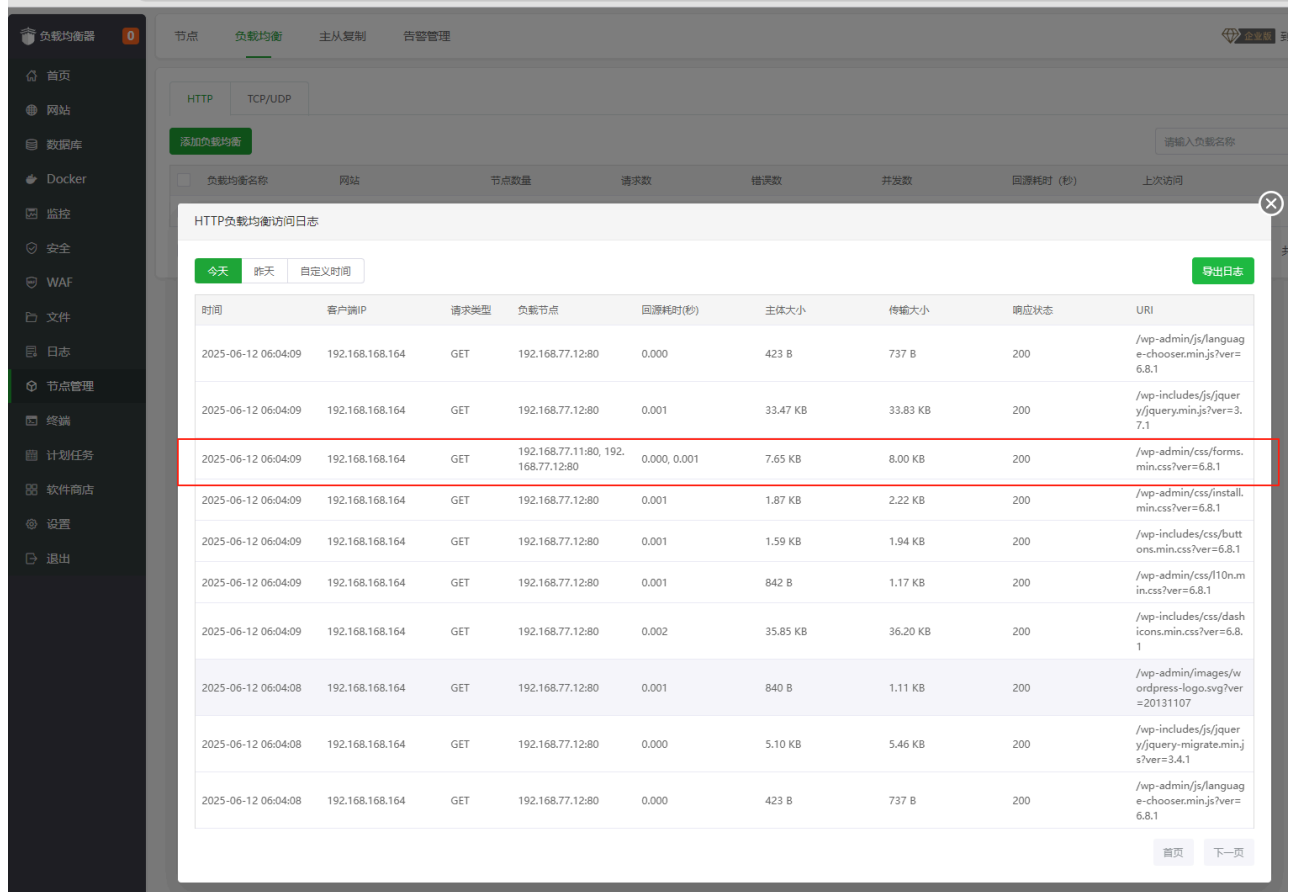 负载均衡器 0
首页
网站
数据库
Docker
监控
安全
WAF
文件
日志
节点管理
终端
计划任务
软件商店
设置
退出
节点 负载均衡 主从复制 告警管理
企业版 到
HTTP TCP/UDP
添加负载均衡 请输入负载名称
负载均衡名称 网站 节点数量 请求数 错误数 并发数 回源耗时（秒） 上次访问
HTTP负载均衡访问日志
今天 昨天 自定义时间 导出日志
时间 客户端IP 请求类型 负载节点 回源耗时(秒) 主体大小 传输大小 响应状态 URI
2025-06-12 06:04:09 192.168.168.164 GET 192.168.77.12:80 0.000 423 B 737 B 200 /wp-admin/js/languag
e-chooser.min.js?ver=
6.8.1
2025-06-12 06:04:09 192.168.168.164 GET 192.168.77.12:80 0.001 33.47 KB 33.83 KB 200 /wp-includes/js/jquer
y/jquery.min.js?ver=3.
7.1
2025-06-12 06:04:09 192.168.168.164 GET 192.168.77.11:80, 192.
168.77.12:80 0.000, 0.001 7.65 KB 8.00 KB 200 /wp-admin/css/forms.
min.css?ver=6.8.1
2025-06-12 06:04:09 192.168.168.164 GET 192.168.77.12:80 0.001 1.87 KB 2.22 KB 200 /wp-admin/css/install.
min.css?ver=6.8.1
2025-06-12 06:04:09 192.168.168.164 GET 192.168.77.12:80 0.001 1.59 KB 1.94 KB 200 /wp-includes/css/butt
ons.min.css?ver=6.8.1
2025-06-12 06:04:09 192.168.168.164 GET 192.168.77.12:80 0.001 842 B 1.17 KB 200 /wp-admin/css/l10n.m
in.css?ver=6.8.1
2025-06-12 06:04:09 192.168.168.164 GET 192.168.77.12:80 0.002 35.85 KB 36.20 KB 200 /wp-includes/css/dash
icons.min.css?ver=6.8.
1
2025-06-12 06:04:08 192.168.168.164 GET 192.168.77.12:80 0.001 840 B 1.11 KB 200 /wp-admin/images/w
ordpress-logo.svg?ver
=20131107
2025-06-12 06:04:08 192.168.168.164 GET 192.168.77.12:80 0.000 5.10 KB 5.46 KB 200 /wp-includes/js/jquer
y/jquery-migrate.min.j
s?ver=3.4.1
2025-06-12 06:04:08 192.168.168.164 GET 192.168.77.12:80 0.000 423 B 737 B 200 /wp-admin/js/languag
e-chooser.min.js?ver=
6.8.1
首页 下一页